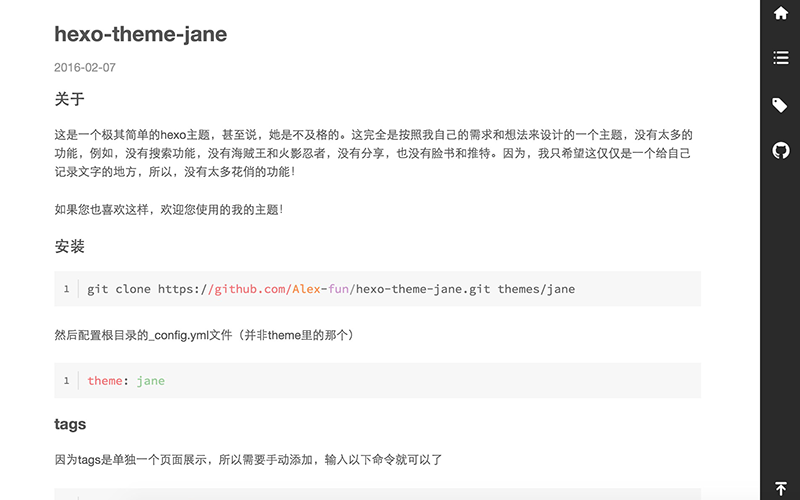 hexo-theme-jane
2016-02-07
关于
这是一个极其简单的hexo主题，甚至说，她是不及格的。这完全是按照我自己的需求和想法来设计的一个主题，没有太多的
功能，例如，没有搜索功能，没有海贼王和火影忍者，没有分享，也没有脸书和推特。因为，我只希望这仅仅是一个给自己
记录文字的地方，所以，没有太多花俏的功能！
如果您也喜欢这样，欢迎您使用的我的主题！
安装
1 git clone https://github.com/Alex-fun/hexo-theme-jane.git themes/jane
然后配置根目录的_config.yml文件（并非theme里的那个）
1 theme: jane
tags
因为tags是单独一个页面展示，所以需要手动添加，输入以下命令就可以了